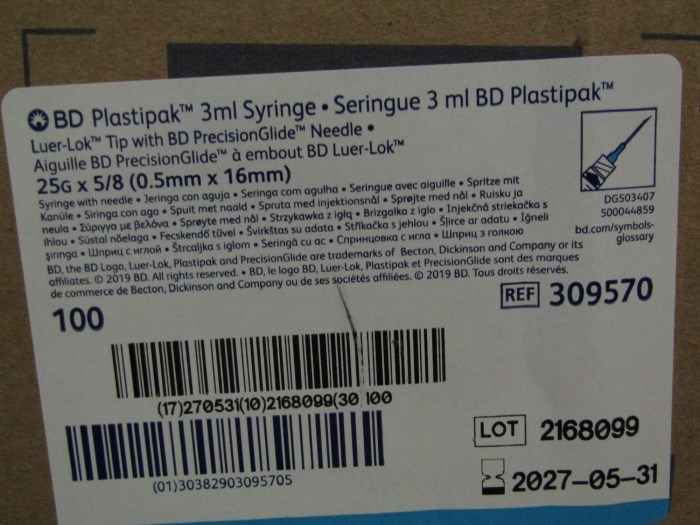 BD Plastipak™ 3ml Syringe • Seringue 3 ml BD Plastipak™
Luer-Lok™ Tip with BD PrecisionGlide™ Needle •
Aiguille BD PrecisionGlide™ à embout BD Luer-Lok™
25G x 5/8 (0.5mm x 16mm)
Syringe with needle • Jeringa con aguja • Seringa com agulha • Seringue avec aiguille • Spritze mit
Kanüle • Siringa con ago • Spuit met naald • Spruta med injektionsnål • Sprøjte med nål • Ruisku ja
neula • Σύριγγα με βελόνα • Sprøyte med nål • Strzykawka z igłą • Brizgalka z iglo • Injekčná striekačka s
ihlou • Süstal nõelaga • Fecskendő tűvel • Švirkštas su adata • Stříkačka s jehlou • Šļirce ar adatu • İğneli
şırınga • Шприц с иглой • Štrcaljka s iglom • Seringă cu ac • Спринцовка с игла • Шприц з голкою
BD, the BD Logo, Luer-Lok, Plastipak and PrecisionGlide are trademarks of Becton, Dickinson and Company or its
affiliates. © 2019 BD. All rights reserved. • BD, le logo BD, Luer-Lok, Plastipak et PrecisionGlide sont des marques
de commerce de Becton, Dickinson and Company ou de ses sociétés affiliées. © 2019 BD. Tous droits réservés.
DG503407
500044859
bd.com/symbols-
glossary
REF 309570
100
(17)270531(10)2168099(30 100
(01)30382903095705
LOT 2168099
2027-05-31